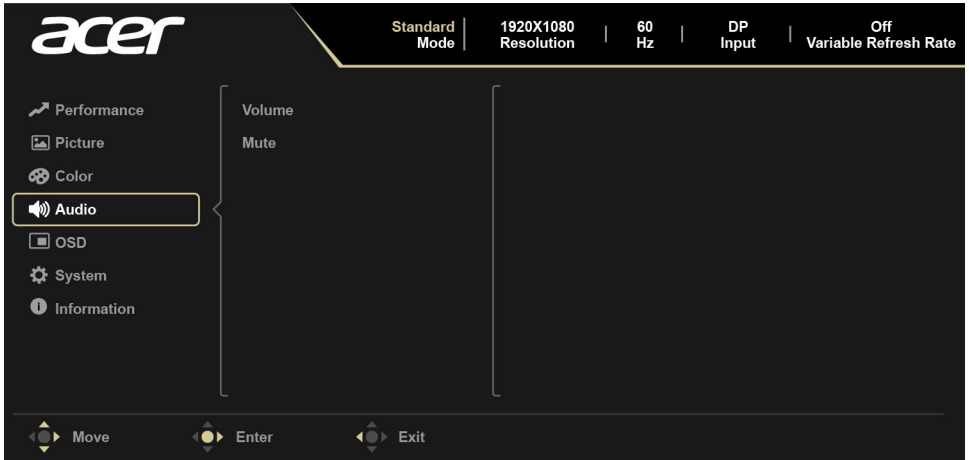 acer
Standard Mode
1920X1080 Resolution
60 Hz
DP Input
Off Variable Refresh Rate
Performance
Picture
Color
Audio
OSD
System
Information
Volume
Mute
Move
Enter
Exit